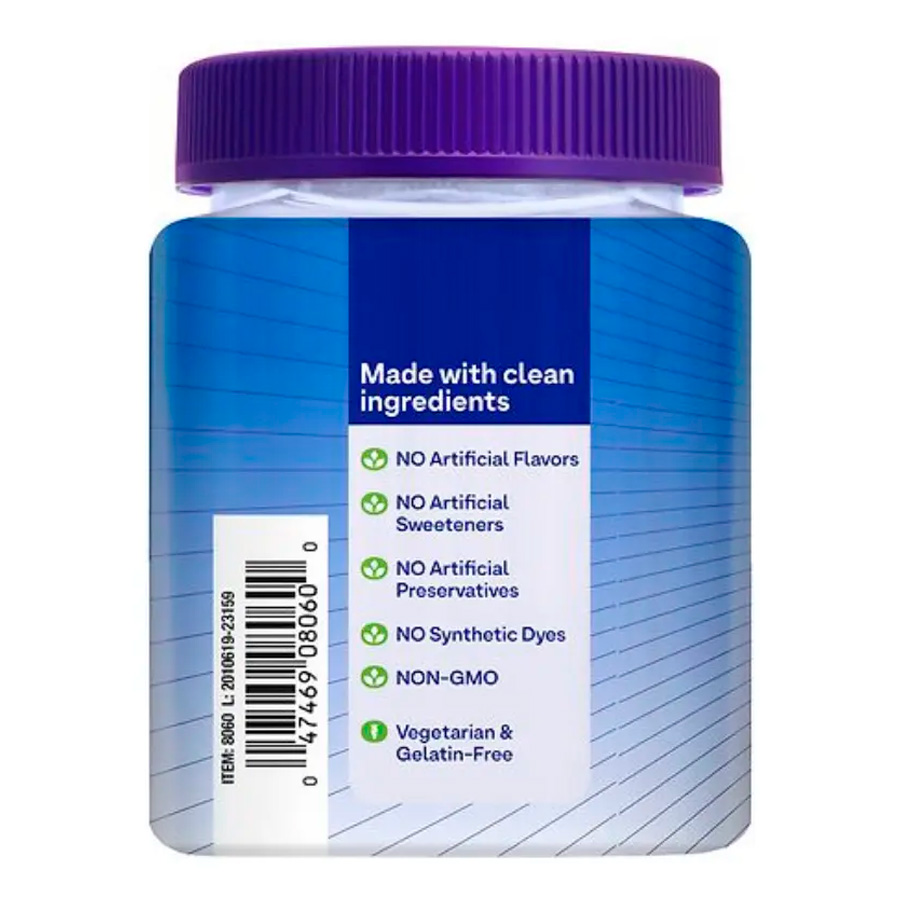 Made with clean
ingredients
NO Artificial Flavors
NO Artificial
Sweeteners
NO Artificial
Preservatives
NO Synthetic Dyes
NON-GMO
Vegetarian &
Gelatin-Free
ITEM: 8060 L: 2010619-23159
0 47469 08060 0